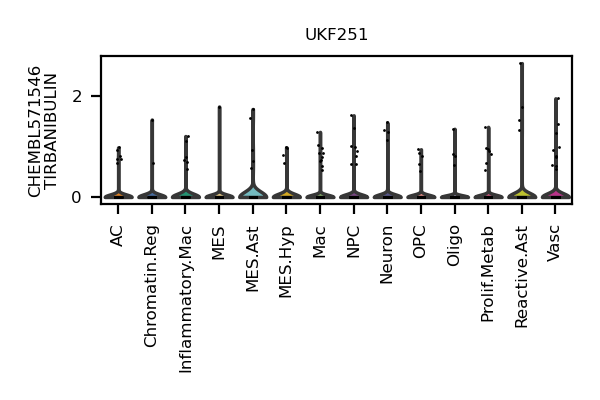 UKF251
CHEMBL571546
TIRBANIBULIN
2
0
AC
Chromatin.Reg
Inflammatory.Mac
MES
MES.Ast
MES.Hyp
Mac
NPC
Neuron
OPC
Oligo
Prolif.Metab
Reactive.Ast
Vasc